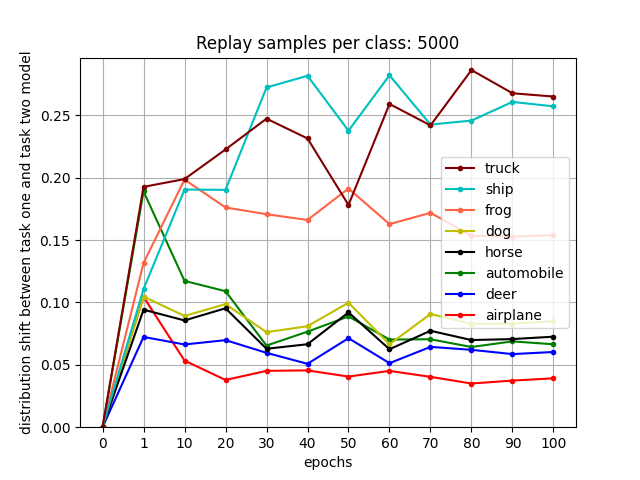 Replay samples per class: 5000
distribution shift between task one and task two model
0.25
0.20
0.15
0.10
0.05
0.00
truck
ship
frog
dog
horse
automobile
deer
airplane
0 1 10 20 30 40 50 60 70 80 90 100
epochs